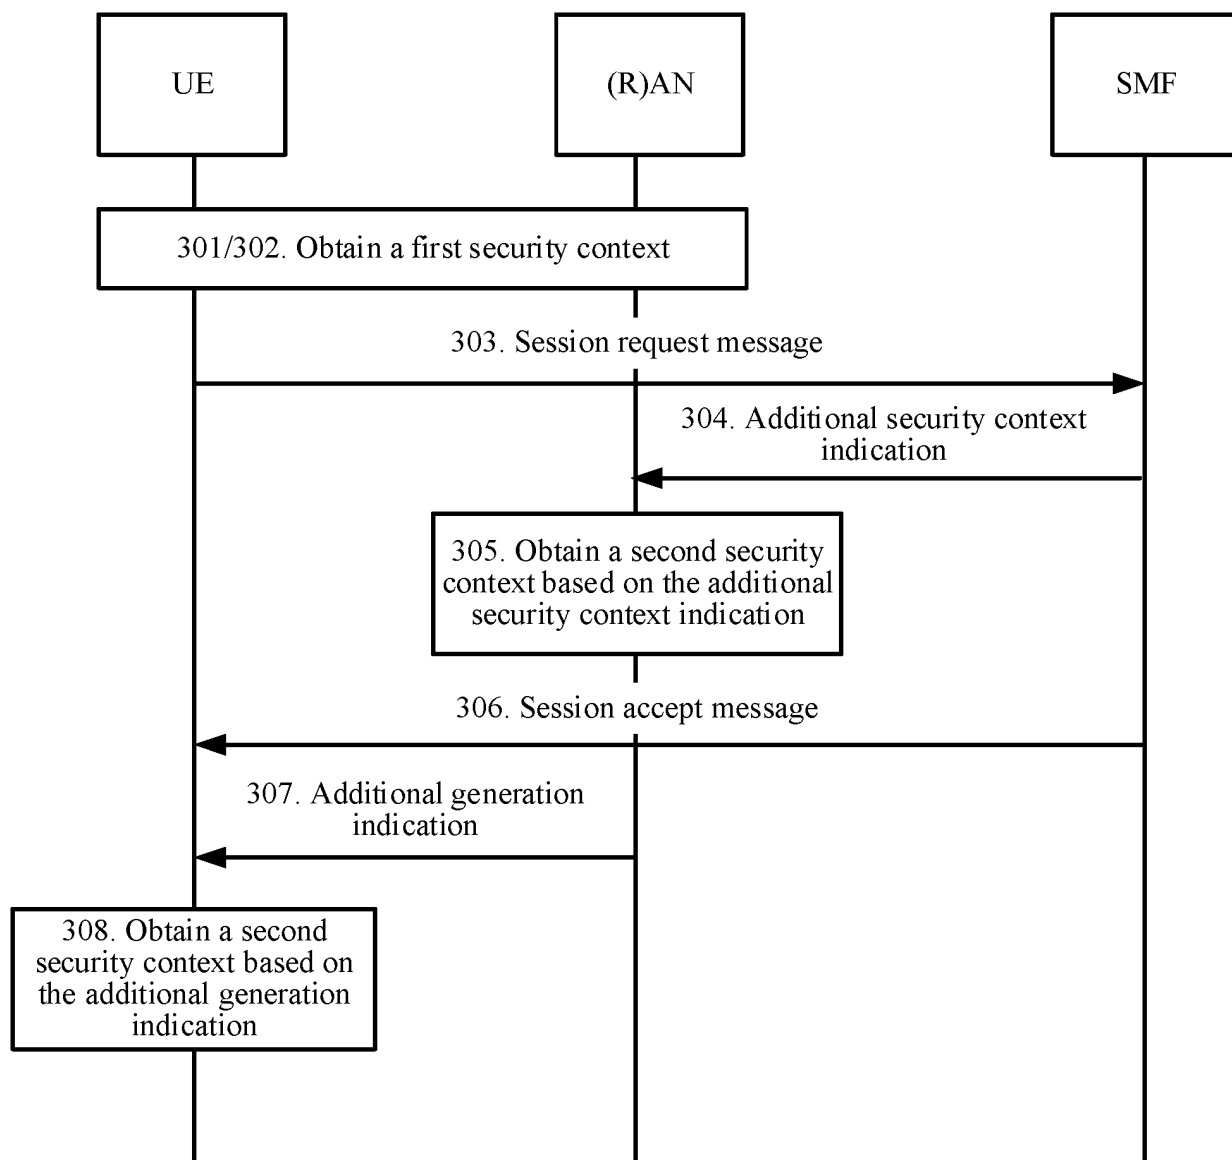 UE
(R)AN
SMF
301/302. Obtain a first security context
303. Session request message
304. Additional security context
indication
305. Obtain a second security
context based on the additional
security context indication
306. Session accept message
307. Additional generation
indication
308. Obtain a second
security context based on
the additional generation
indication